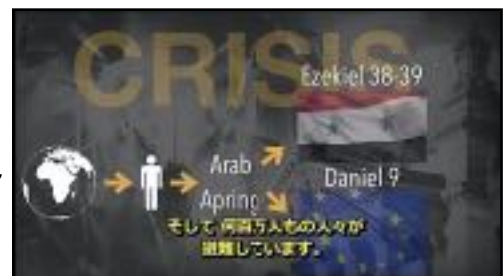 CRISIS
Ezekiel 38-39
Arab
Apring
Daniel 9
そして 何百万人もの人々が
避難しています。